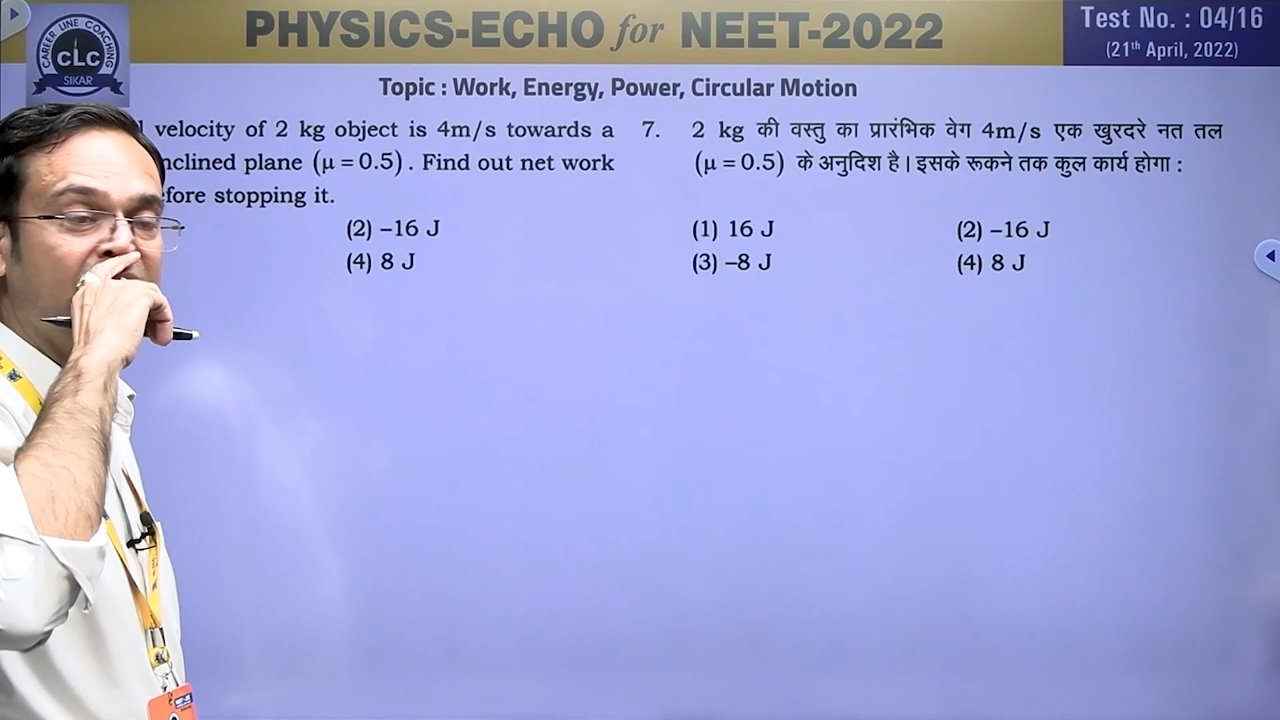 PHYSICS-ECHO for NEET-2022
Test No. : 04/16
(21th April, 2022)
CAREER LINE COACHING
CLC
SIKAR
Topic : Work, Energy, Power, Circular Motion
velocity of 2 kg object is 4m/s towards a
nclined plane (μ = 0.5). Find out net work
fore stopping it.
(2) –16 J
(4) 8 J
7. 2 kg की वस्तु का प्रारंभिक वेग 4m/s एक खुरदरे नत तल
(μ = 0.5) के अनुदिश है। इसके रूकने तक कुल कार्य होगा :
(1) 16 J (2) –16 J
(3) –8 J (4) 8 J